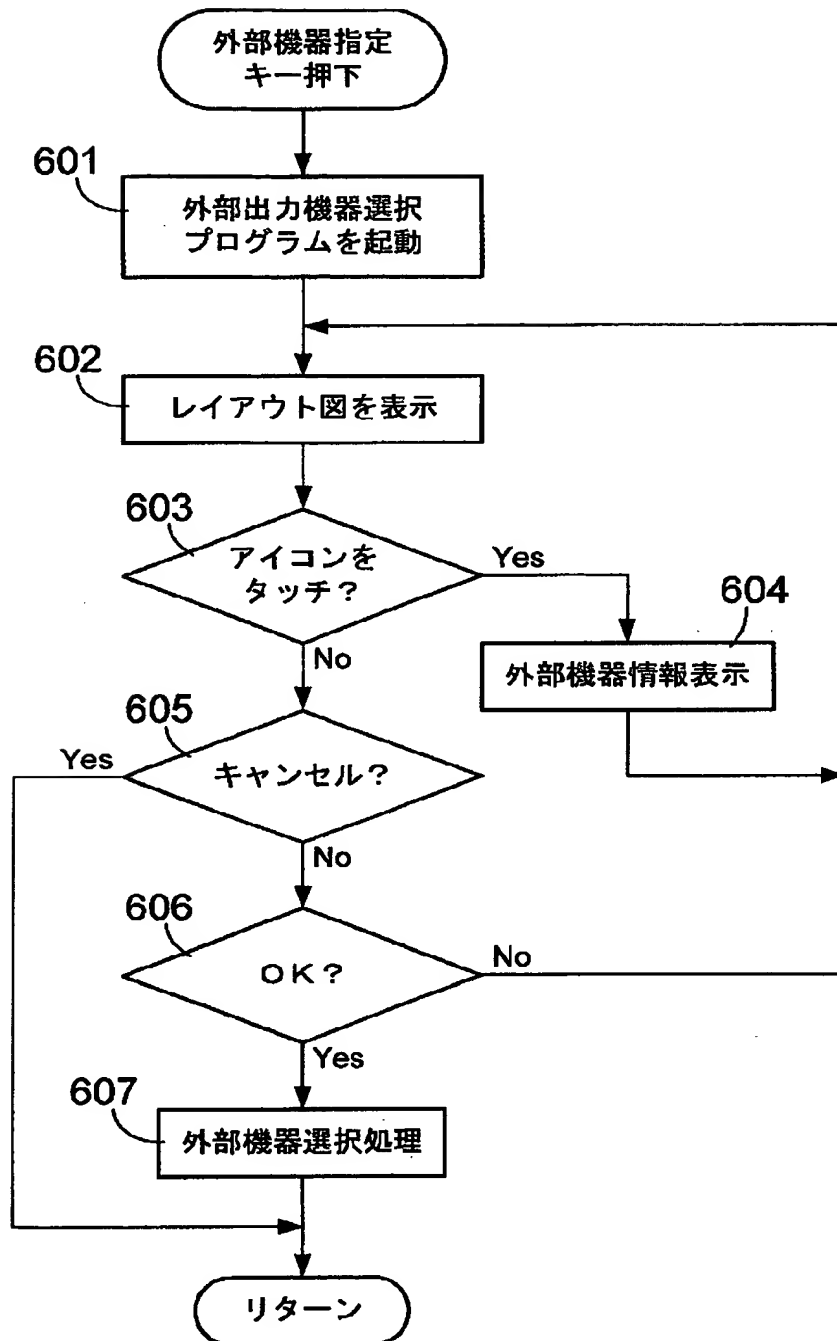 外部機器指定
キー押下
601
外部出力機器選択
プログラムを起動
602
レイアウト図を表示
603
アイコンを
タッチ？
Yes
No
604
外部機器情報表示
605
キャンセル？
Yes
No
606
ＯＫ？
No
Yes
607
外部機器選択処理
リターン